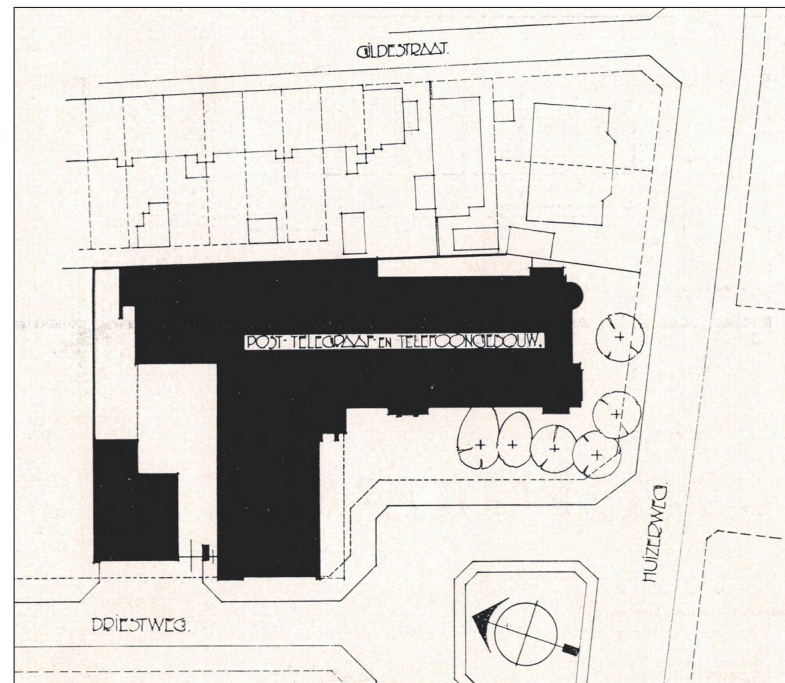 GILDESTRAAT.
POST- TELEGRAAF- EN TELEFOONGEBOUW.
HUIZERWEG.
DRIESTWEG.